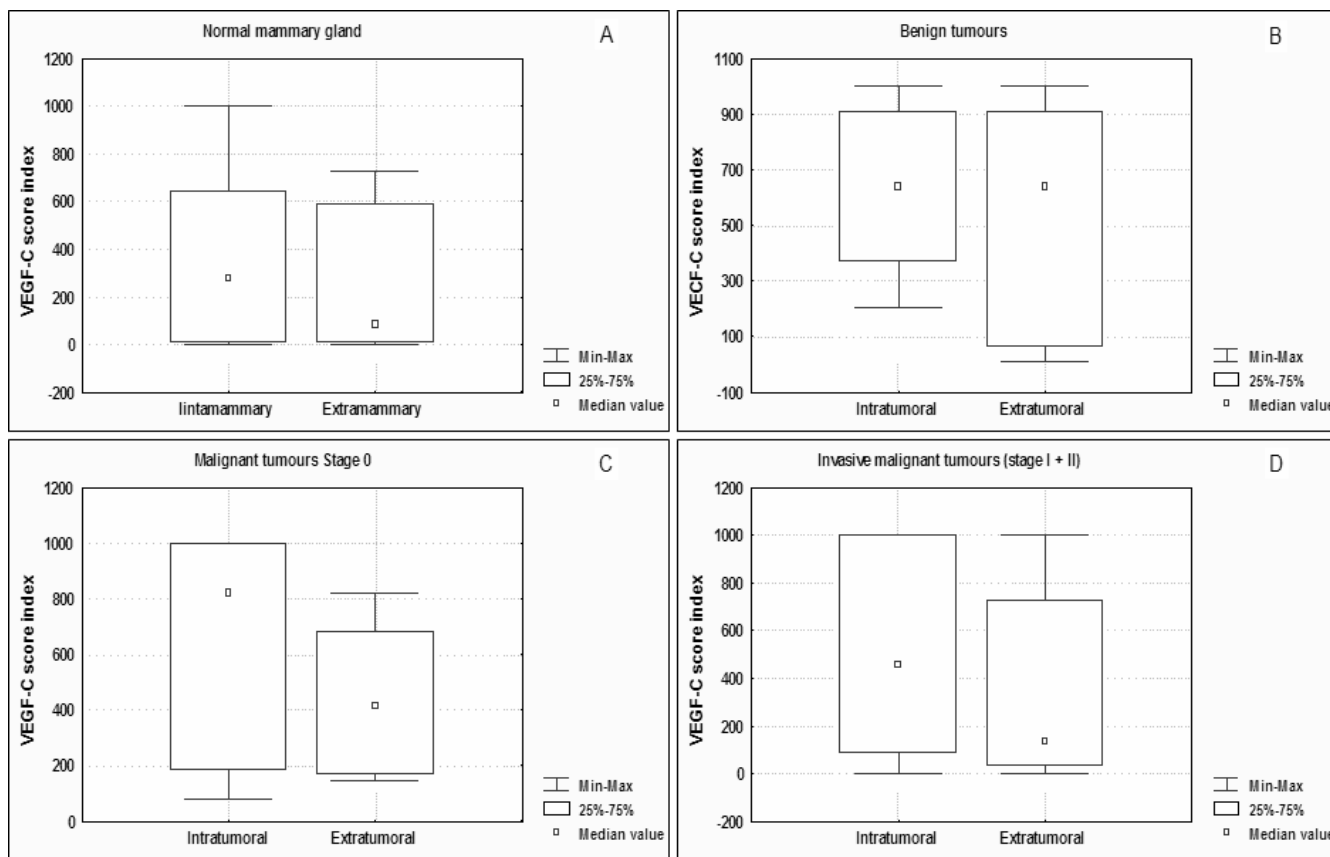 Normal mammary gland
A
1200
1000
800
600
400
200
0
-200
VEGF-C score index
Iintamammary
Extramammary
Min-Max
25%-75%
Median value
Benign tumours
B
1100
900
700
500
300
100
-100
VECF-C score index
Intratumoral
Extratumoral
Min-Max
25%-75%
Median value
Malignant tumours Stage 0
C
1200
1000
800
600
400
200
0
VEGF-C score index
Intratumoral
Extratumoral
Min-Max
25%-75%
Median value
Invasive malignant tumours (stage I + II)
D
1200
1000
800
600
400
200
0
-200
VEGF-C score index
Intratumoral
Extratumoral
Min-Max
25%-75%
Median value